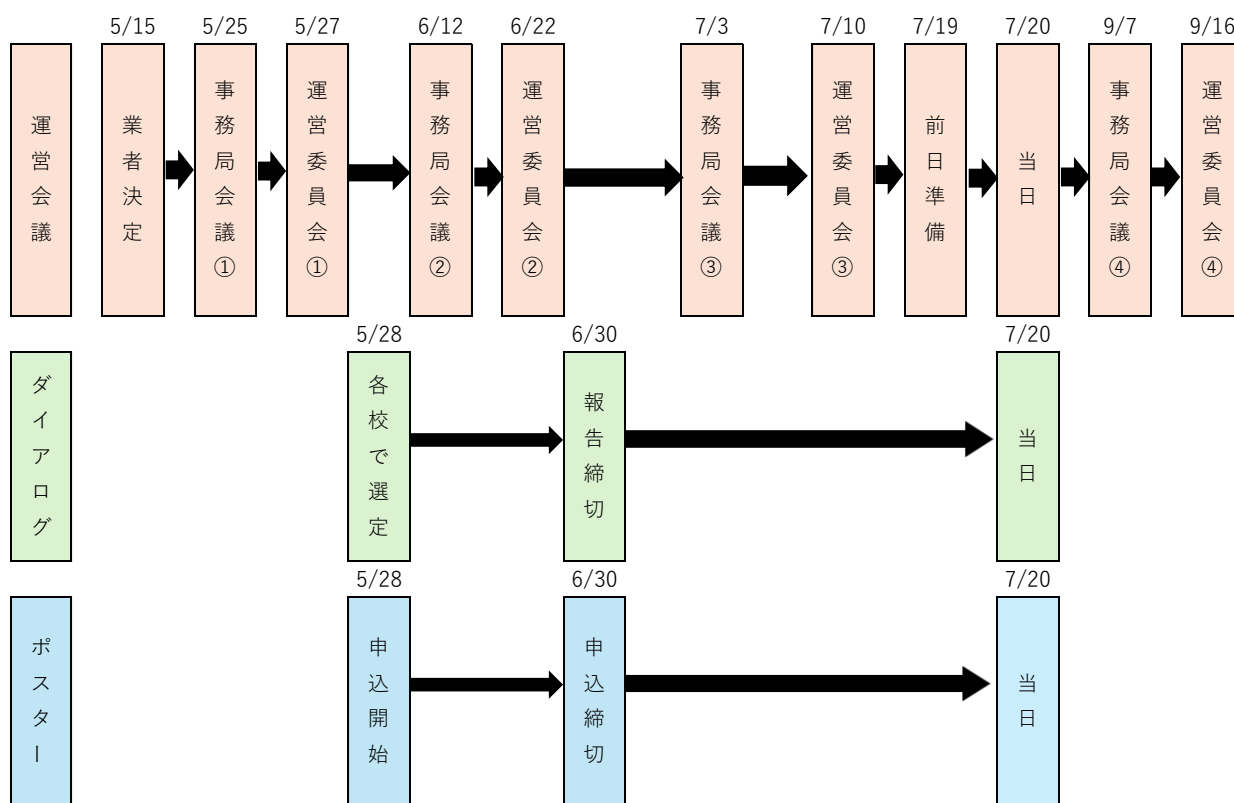 5/15 5/25 5/27 6/12 6/22 7/3 7/10 7/19 7/20 9/7 9/16
運営会議
業者決定
事務局会議①
運営委員会①
事務局会議②
運営委員会②
事務局会議③
運営委員会③
前日準備
当日
事務局会議④
運営委員会④
5/28 6/30 7/20
ダイアログ
各校で選定
報告締切
当日
5/28 6/30 7/20
ポスター
申込開始
申込締切
当日